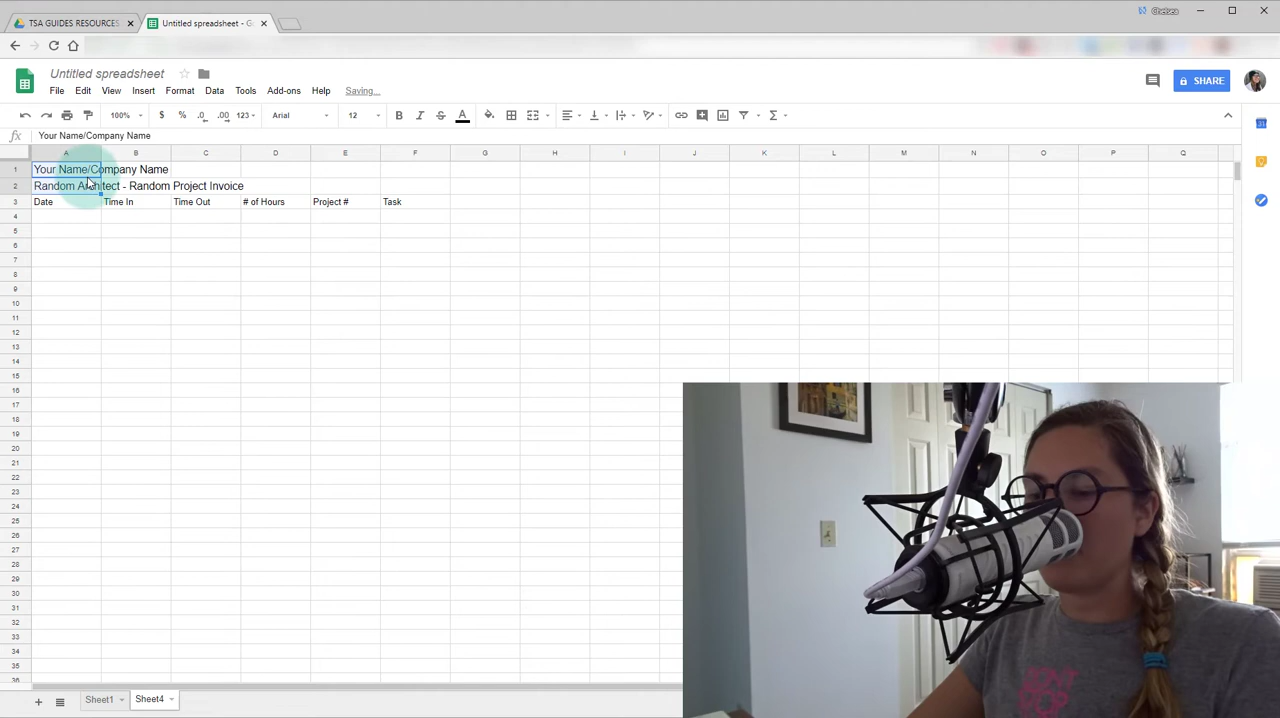 TSA GUIDES RESOURCES
Untitled spreadsheet - G
Chelsea
Untitled spreadsheet
File Edit View Insert Format Data Tools Add-ons Help Saving...
SHARE
100% $ % .0 .00 123 Arial 12 B I S A
fx Your Name/Company Name
A B C D E F G H I J K L M N O P Q
1 Your Name/Company Name
2 Random Architect - Random Project Invoice
3 Date Time In Time Out # of Hours Project # Task
4
5
6
7
8
9
10
11
12
13
14
15
16
17
18
19
20
21
22
23
24
25
26
27
28
29
30
31
32
33
34
35
36
Sheet1 Sheet4